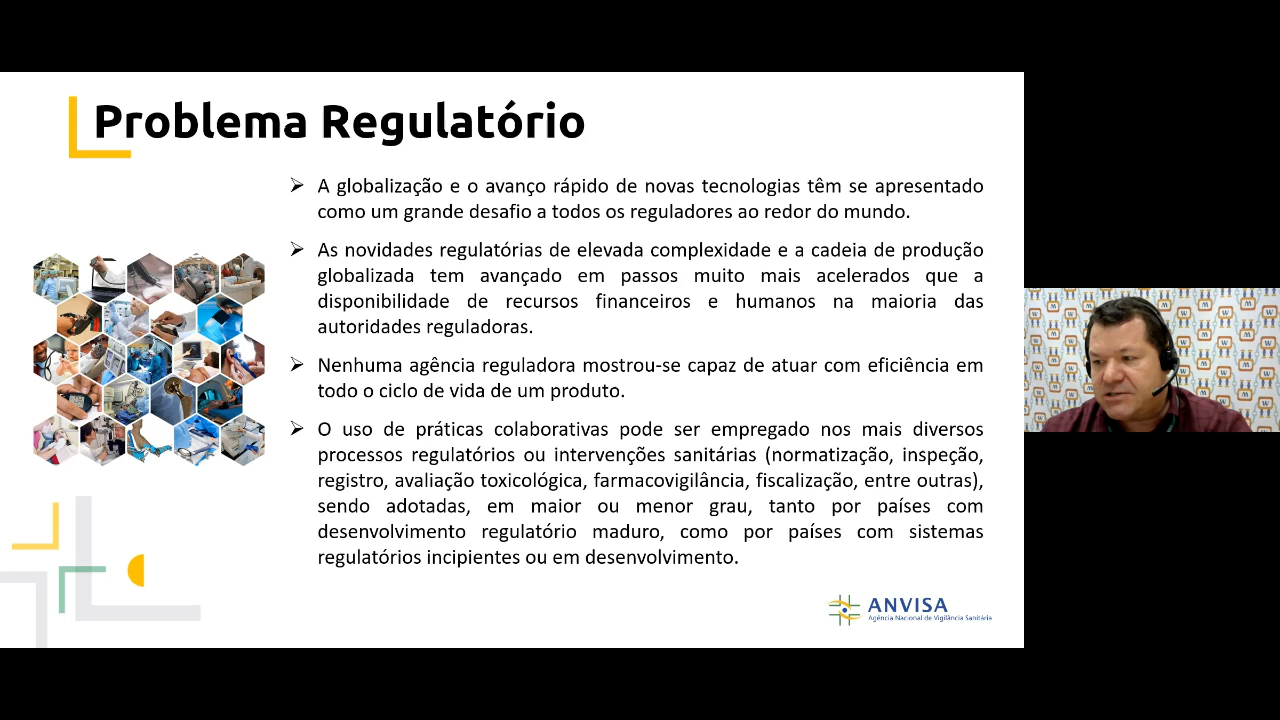 Problema Regulatório
A globalização e o avanço rápido de novas tecnologias têm se apresentado
como um grande desafio a todos os reguladores ao redor do mundo.
As novidades regulatórias de elevada complexidade e a cadeia de produção
globalizada tem avançado em passos muito mais acelerados que a
disponibilidade de recursos financeiros e humanos na maioria das
autoridades reguladoras.
Nenhuma agência reguladora mostrou-se capaz de atuar com eficiência em
todo o ciclo de vida de um produto.
O uso de práticas colaborativas pode ser empregado nos mais diversos
processos regulatórios ou intervenções sanitárias (normatização, inspeção,
registro, avaliação toxicológica, farmacovigilância, fiscalização, entre outras),
sendo adotadas, em maior ou menor grau, tanto por países com
desenvolvimento regulatório maduro, como por países com sistemas
regulatórios incipientes ou em desenvolvimento.
ANVISA
Agência Nacional de Vigilância Sanitária